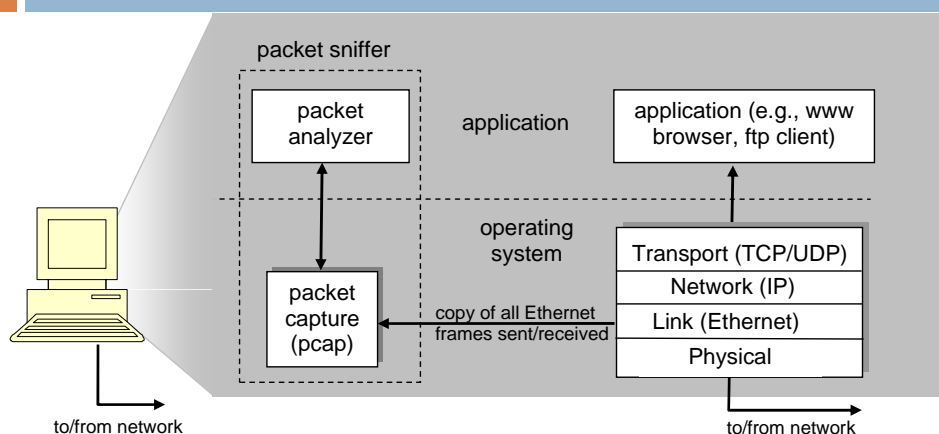 packet sniffer
packet
analyzer
application
application (e.g., www
browser, ftp client)
operating
system
packet
capture
(pcap)
copy of all Ethernet
frames sent/received
Transport (TCP/UDP)
Network (IP)
Link (Ethernet)
Physical
to/from network
to/from network